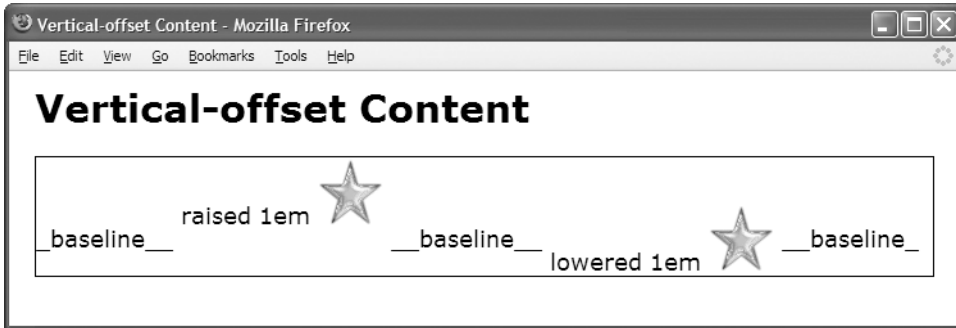 Vertical-offset Content - Mozilla Firefox
File Edit View Go Bookmarks Tools Help
Vertical-offset Content
_baseline__ raised 1em __baseline__ lowered 1em __baseline_